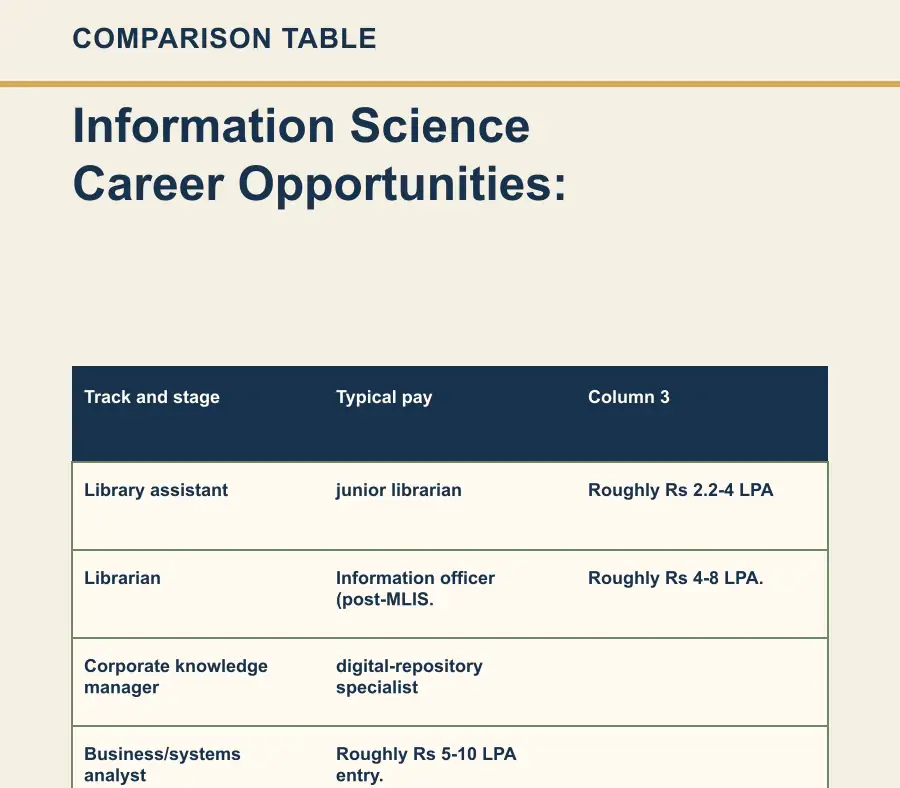 COMPARISON TABLE
Information Science
Career Opportunities:
Track and stage
Typical pay
Column 3
Library assistant
junior librarian
Roughly Rs 2.2-4 LPA
Librarian
Information officer
(post-MLIS.
Roughly Rs 4-8 LPA.
Corporate knowledge
manager
digital-repository
specialist
Business/systems
analyst
Roughly Rs 5-10 LPA
entry.